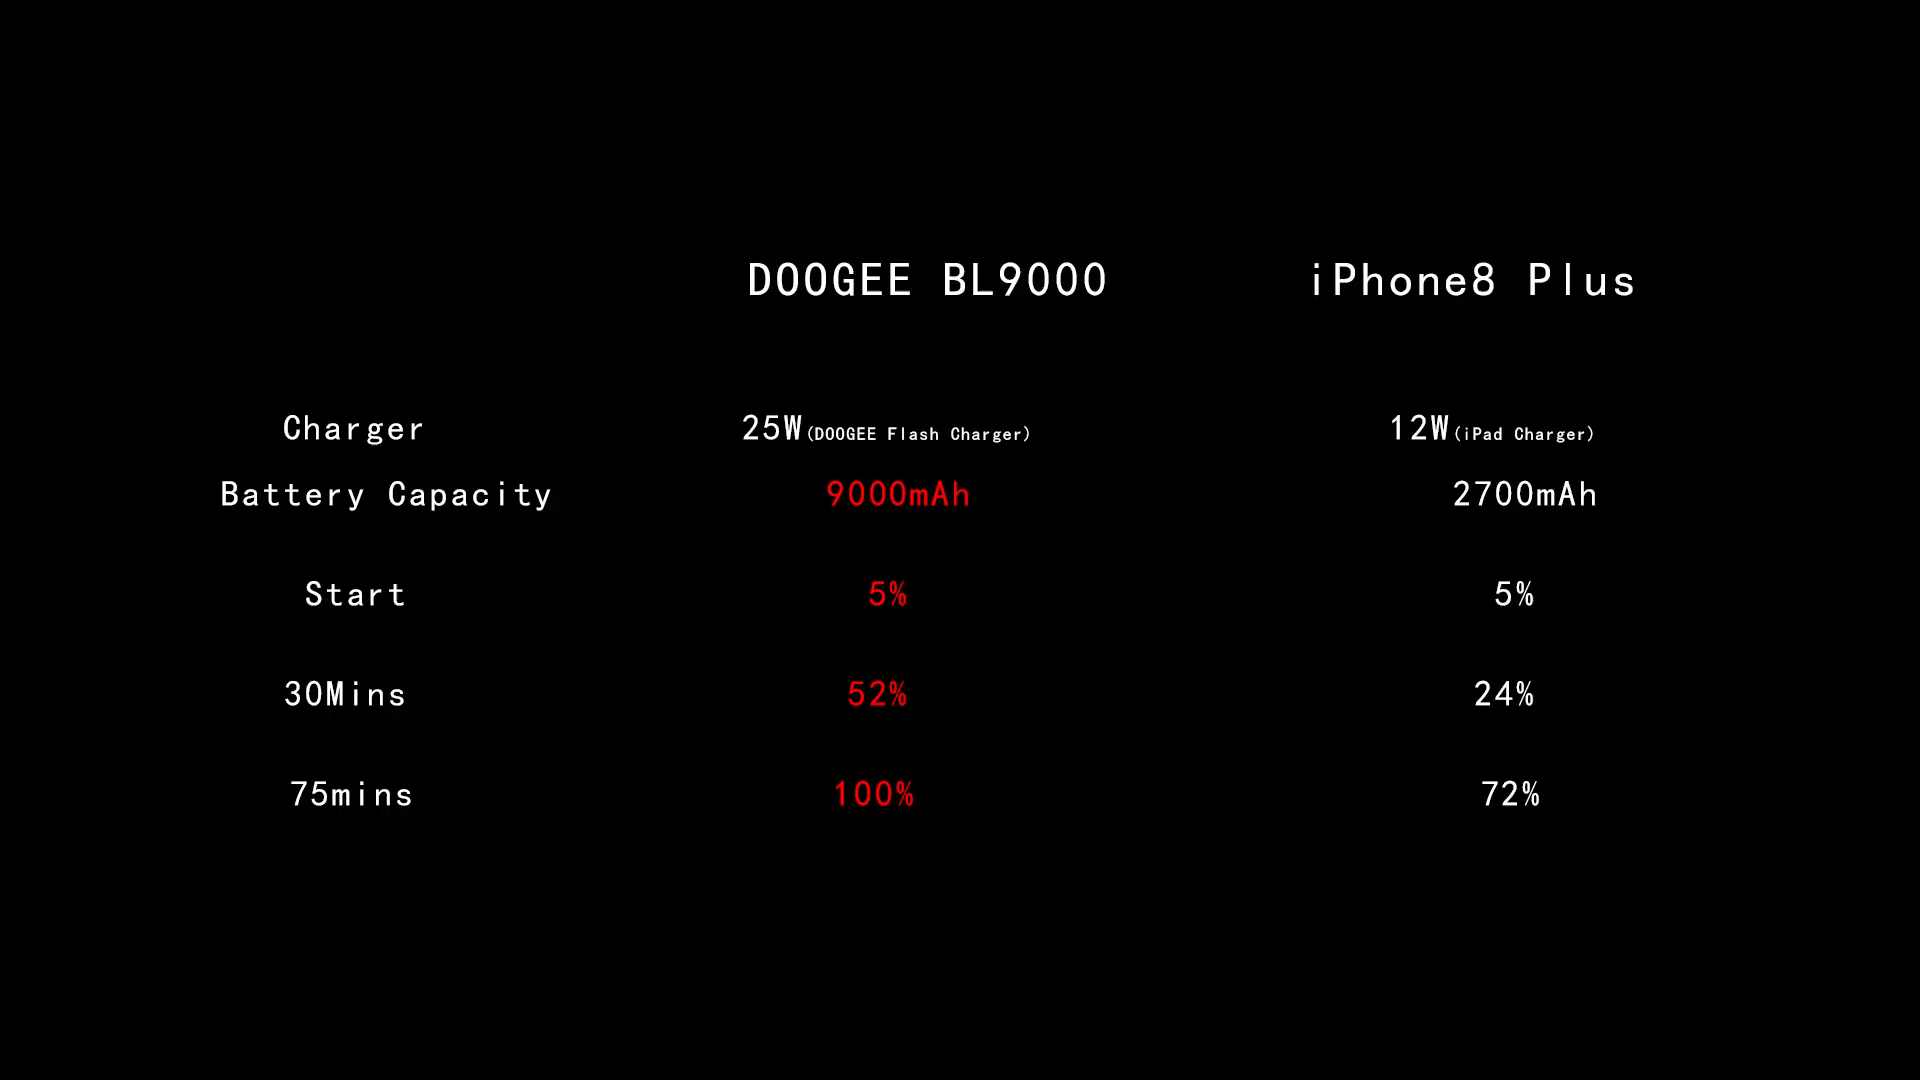 DOOGEE BL9000 iPhone8 Plus
Charger 25W(DOOGEE Flash Charger) 12W(iPad Charger)
Battery Capacity 9000mAh 2700mAh
Start 5% 5%
30Mins 52% 24%
75mins 100% 72%